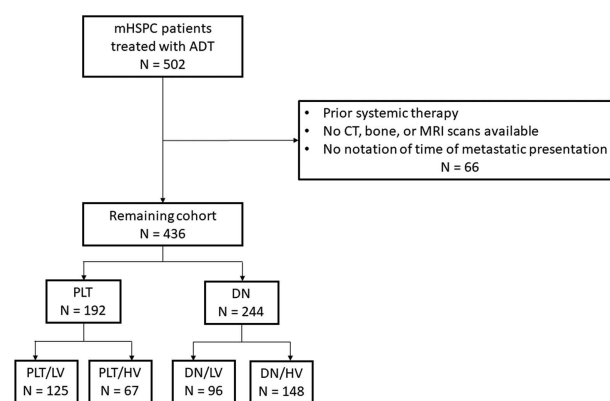 mHSPC patients
treated with ADT
N = 502
• Prior systemic therapy
• No CT, bone, or MRI scans available
• No notation of time of metastatic presentation
N = 66
Remaining cohort
N = 436
PLT
N = 192
DN
N = 244
PLT/LV
N = 125
PLT/HV
N = 67
DN/LV
N = 96
DN/HV
N = 148